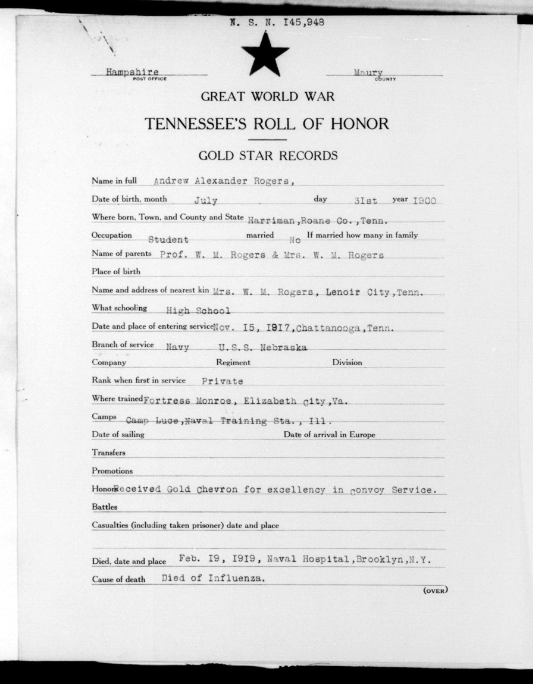 N. S. N. I45,948
Hampshire Maury
POST OFFICE COUNTY
GREAT WORLD WAR
TENNESSEE'S ROLL OF HONOR
GOLD STAR RECORDS
Name in full Andrew Alexander Rogers,
Date of birth, month July day 3Ist year I900
Where born, Town, and County and State Harriman,Roane Co.,Tenn.
Occupation Student married No If married how many in family
Name of parents Prof. W. M. Rogers & Mrs. W. M. Rogers
Place of birth
Name and address of nearest kin Mrs. W. M. Rogers, Lenoir City,Tenn.
What schooling High School
Date and place of entering service Nov. I5, I9I7,Chattanooga,Tenn.
Branch of service Navy U.S.S. Nebraska
Company Regiment Division
Rank when first in service Private
Where trained Fortress Monroe, Elizabeth City,Va.
Camps Camp Luce,Naval Training Sta., Ill.
Date of sailing Date of arrival in Europe
Transfers
Promotions
Honors Received Gold Chevron for excellency in Convoy Service.
Battles
Casualties (including taken prisoner) date and place
Died, date and place Feb. I9, I9I9, Naval Hospital,Brooklyn,N.Y.
Cause of death Died of Influenza.
(OVER)